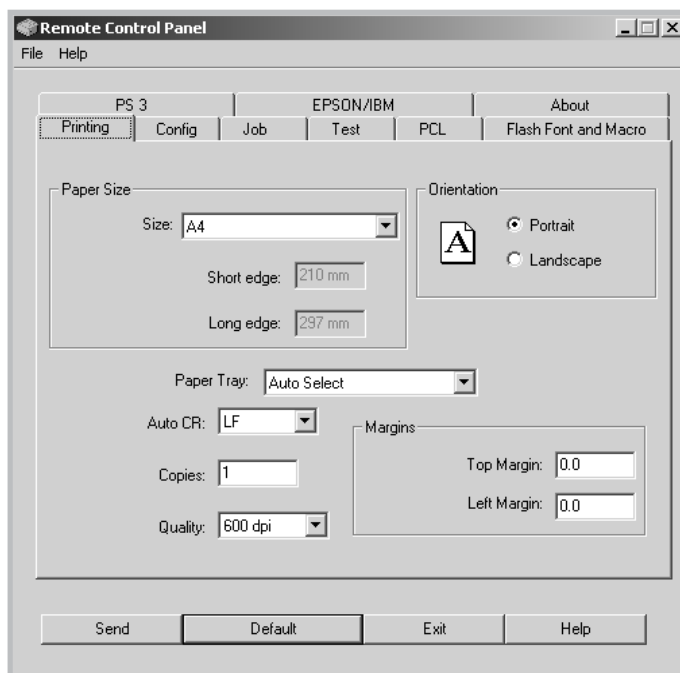 Remote Control Panel
File Help
PS 3 EPSON/IBM About
Printing Config Job Test PCL Flash Font and Macro
Paper Size
Size: A4
Short edge: 210 mm
Long edge: 297 mm
Orientation
A
Portrait
Landscape
Paper Tray: Auto Select
Auto CR: LF
Copies: 1
Quality: 600 dpi
Margins
Top Margin: 0.0
Left Margin: 0.0
Send Default Exit Help